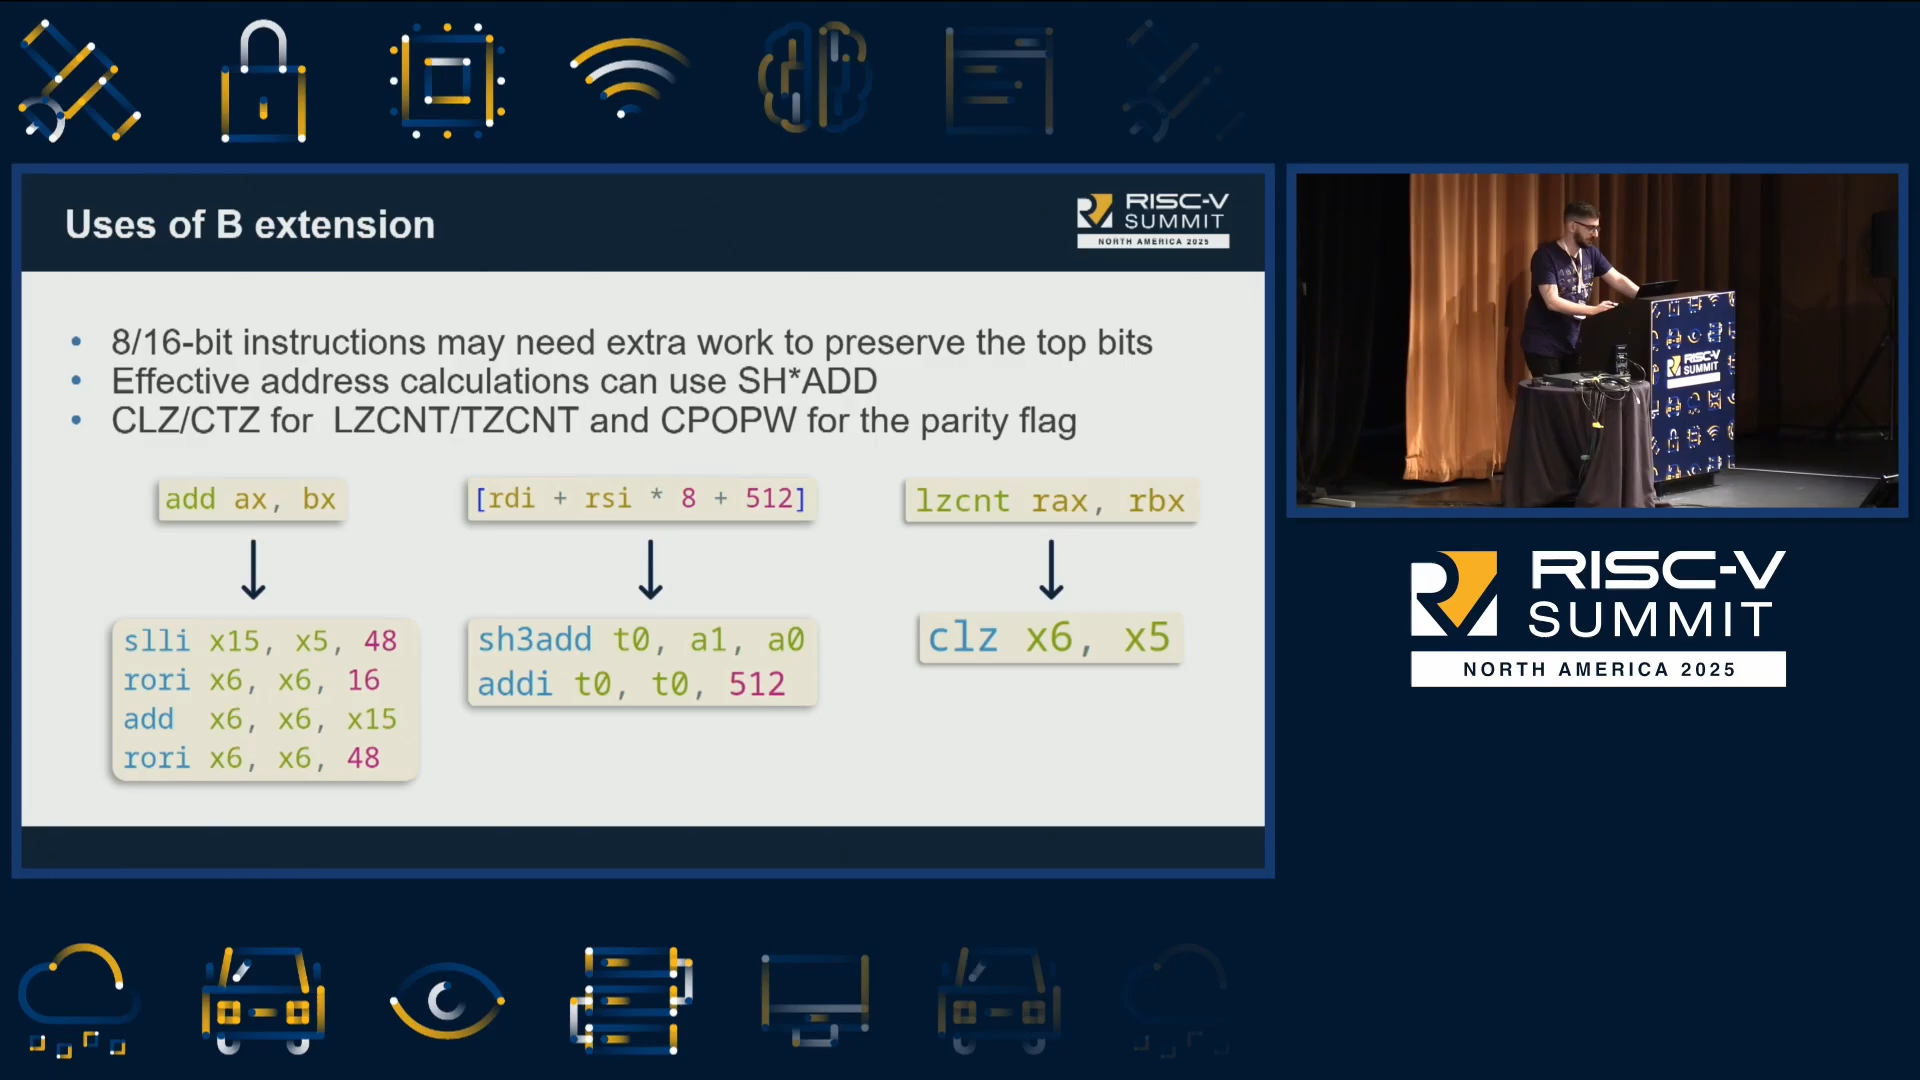 Uses of B extension
RISC-V
SUMMIT
NORTH AMERICA 2025
• 8/16-bit instructions may need extra work to preserve the top bits
• Effective address calculations can use SH*ADD
• CLZ/CTZ for LZCNT/TZCNT and CPOPW for the parity flag
add ax, bx
slli x15, x5, 48
rori x6, x6, 16
add x6, x6, x15
rori x6, x6, 48
[rdi + rsi * 8 + 512]
sh3add t0, a1, a0
addi t0, t0, 512
lzcnt rax, rbx
clz x6, x5
RISC-V
SUMMIT
RISC-V
SUMMIT
NORTH AMERICA 2025